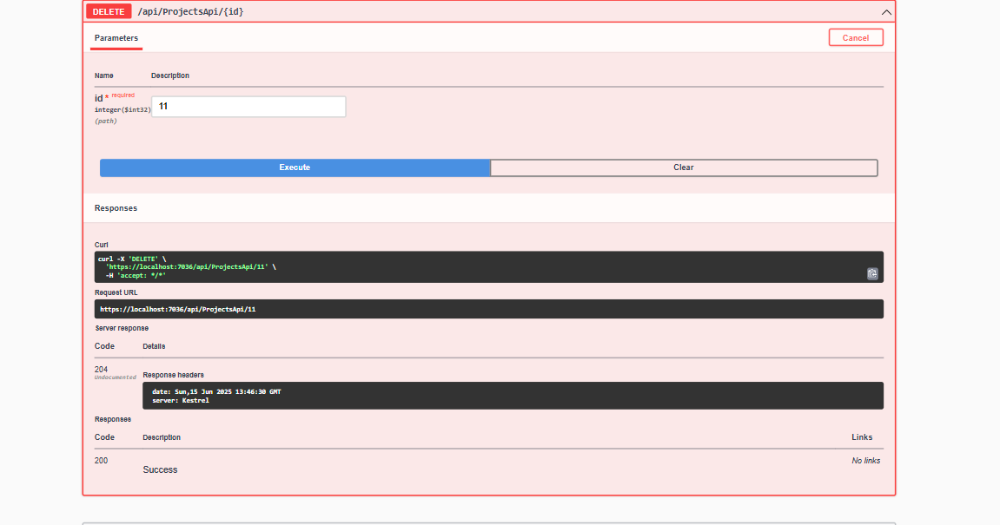 DELETE /api/ProjectsApi/{id}
Parameters
Cancel
Name Description
id * required
integer($int32)
(path)
11
Execute Clear
Responses
Curl
curl -X 'DELETE' \
'https://localhost:7036/api/ProjectsApi/11' \
-H 'accept: */*'
Request URL
https://localhost:7036/api/ProjectsApi/11
Server response
Code Details
204
Undocumented
Response headers
date: Sun,15 Jun 2025 13:46:30 GMT
server: Kestrel
Responses
Code Description Links
200
Success
No links